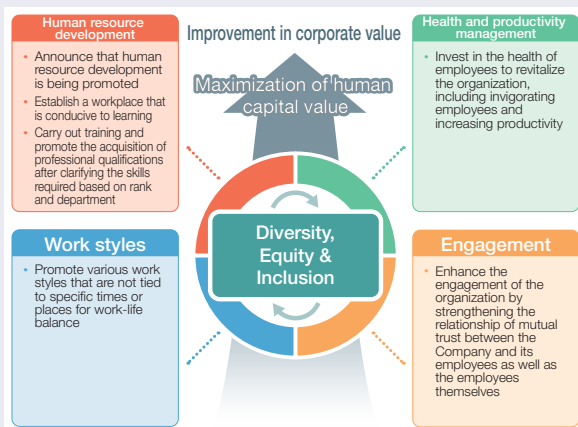 Human resource
development
• Announce that human
resource development
is being promoted
• Establish a workplace that
is conducive to learning
• Carry out training and
promote the acquisition of
professional qualifications
after clarifying the skills
required based on rank
and department
Improvement in corporate value
Maximization of human
capital value
Health and productivity
management
• Invest in the health of
employees to revitalize
the organization,
including invigorating
employees and
increasing productivity
Diversity,
Equity &
Inclusion
Work styles
• Promote various work
styles that are not tied
to specific times or
places for work-life
balance
Engagement
• Enhance the
engagement of the
organization by
strengthening the
relationship of mutual
trust between the
Company and its
employees as well as
the employees
themselves